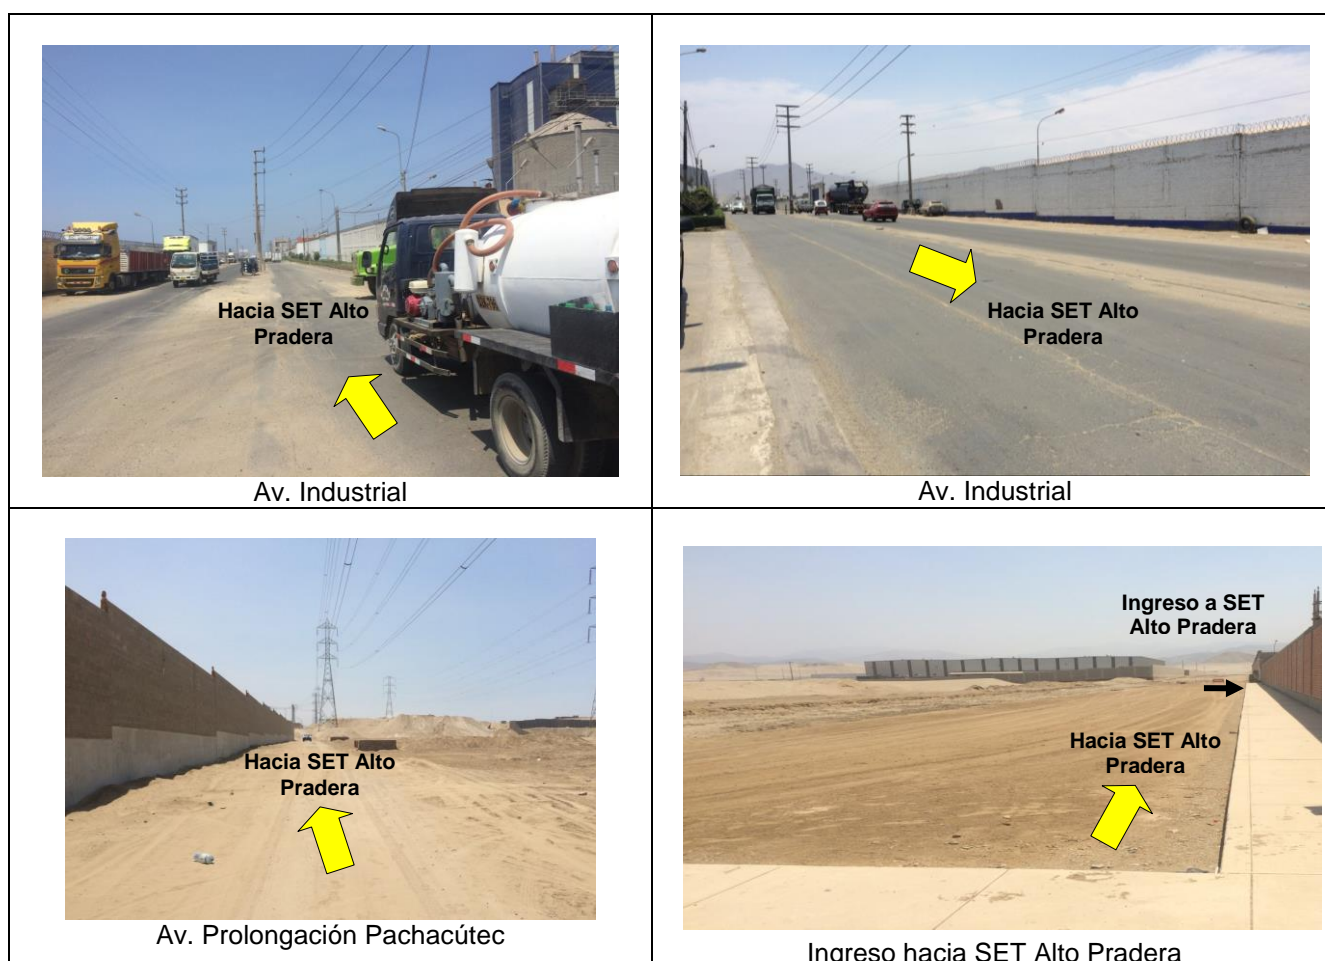 Hacia SET Alto
Pradera
Av. Industrial
Hacia SET Alto
Pradera
Av. Industrial
Hacia SET Alto
Pradera
Av. Prolongación Pachacútec
Ingreso a SET
Alto Pradera
Hacia SET Alto
Pradera
Ingreso hacia SET Alto Pradera